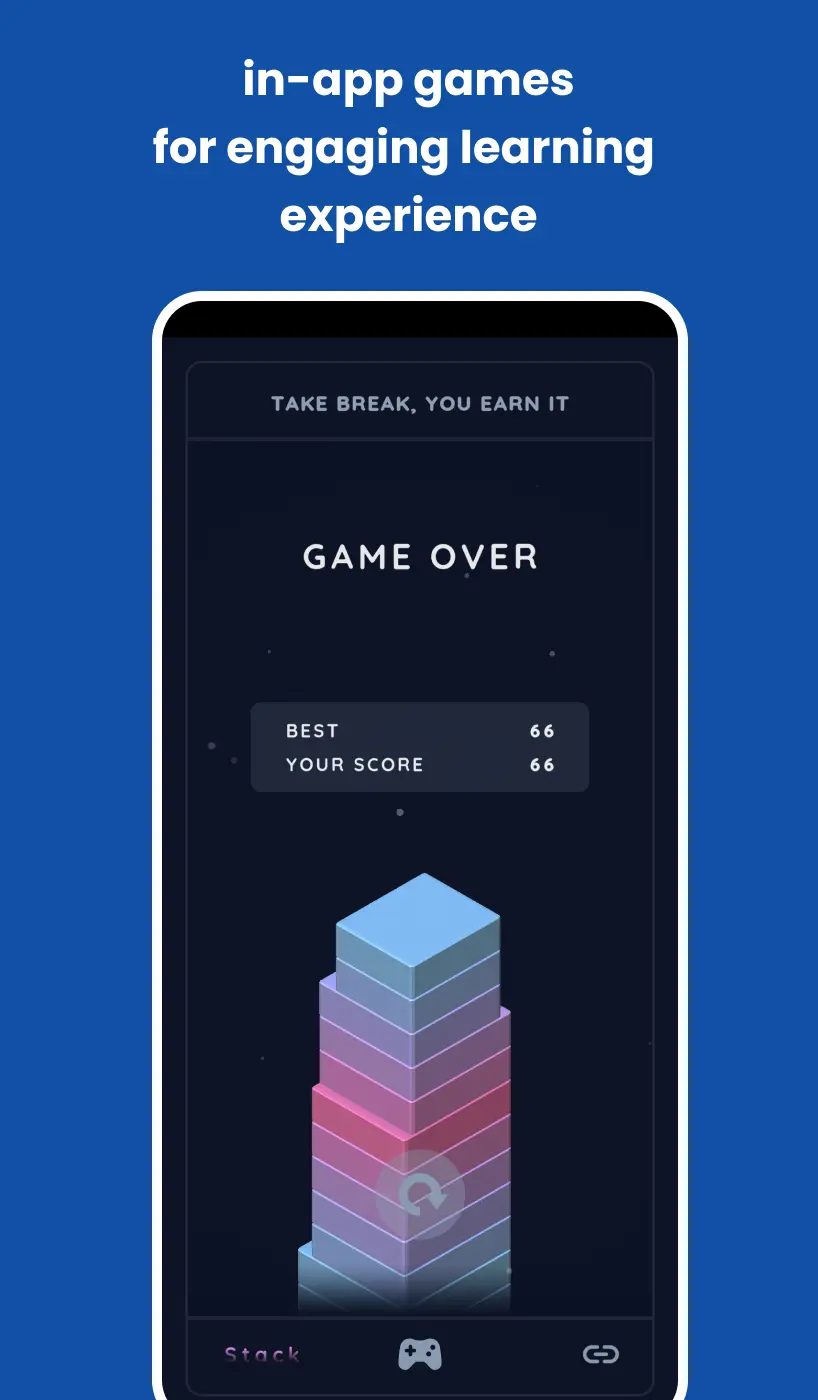 in-app games
for engaging learning
experience
TAKE BREAK, YOU EARN IT
GAME OVER
BEST 66
YOUR SCORE 66
Stack